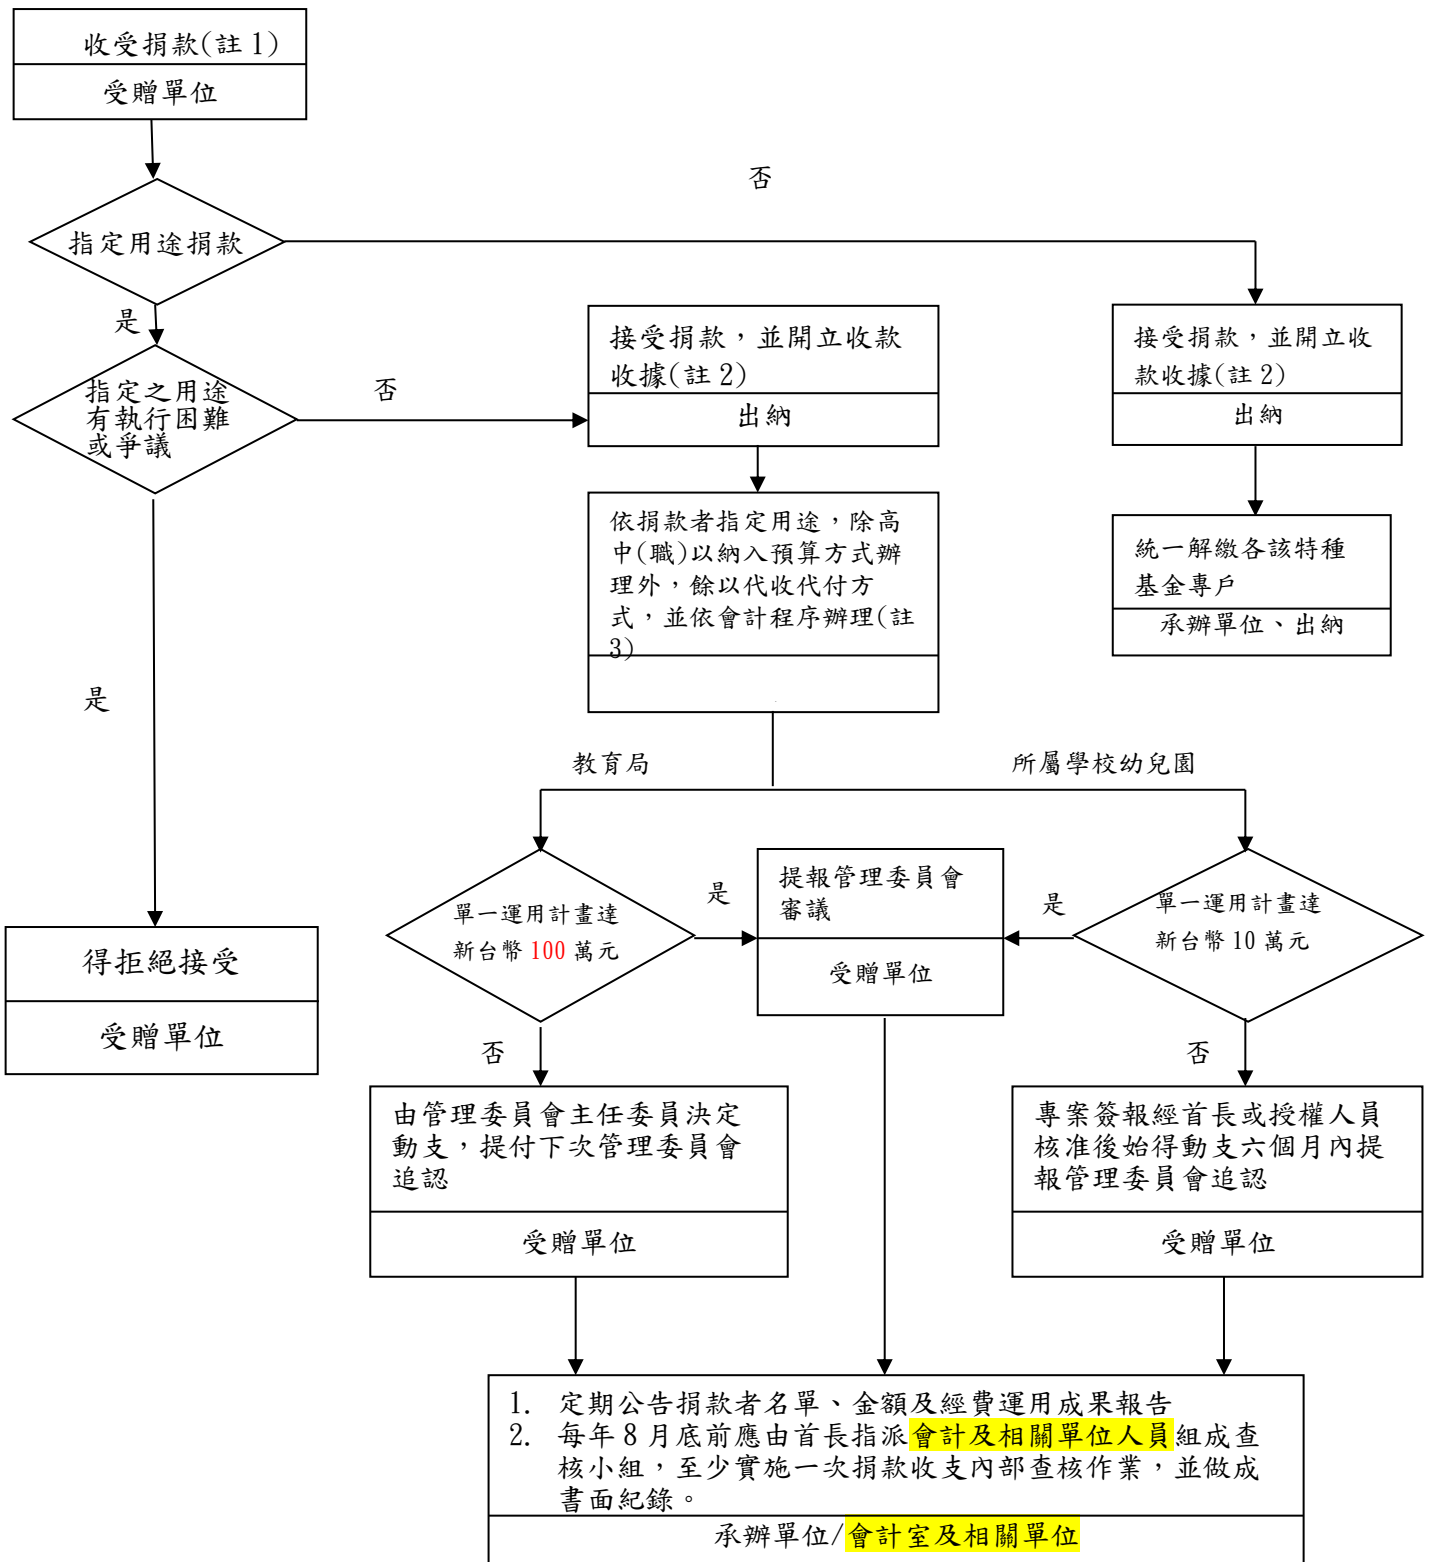 收受捐款(註1)
受贈單位
否
指定用途捐款
是
指定之用途
有執行困難
或爭議
否
接受捐款，並開立收款
收據(註2)
出納
接受捐款，並開立收
款收據(註2)
出納
依捐款者指定用途，除高
中(職)以納入預算方式辦
理外，餘以代收代付方
式，並依會計程序辦理(註
3)
統一解繳各該特種
基金專戶
承辦單位、出納
是
教育局
所屬學校幼兒園
單一運用計畫達
新台幣100萬元
是
提報管理委員會
審議
受贈單位
是
單一運用計畫達
新台幣10萬元
得拒絕接受
受贈單位
否
否
由管理委員會主任委員決定
動支，提付下次管理委員會
追認
受贈單位
專案簽報經首長或授權人員
核准後始得動支六個月內提
報管理委員會追認
受贈單位
1. 定期公告捐款者名單、金額及經費運用成果報告
2. 每年8月底前應由首長指派會計及相關單位人員組成查
核小組，至少實施一次捐款收支內部查核作業，並做成
書面紀錄。
承辦單位/會計室及相關單位